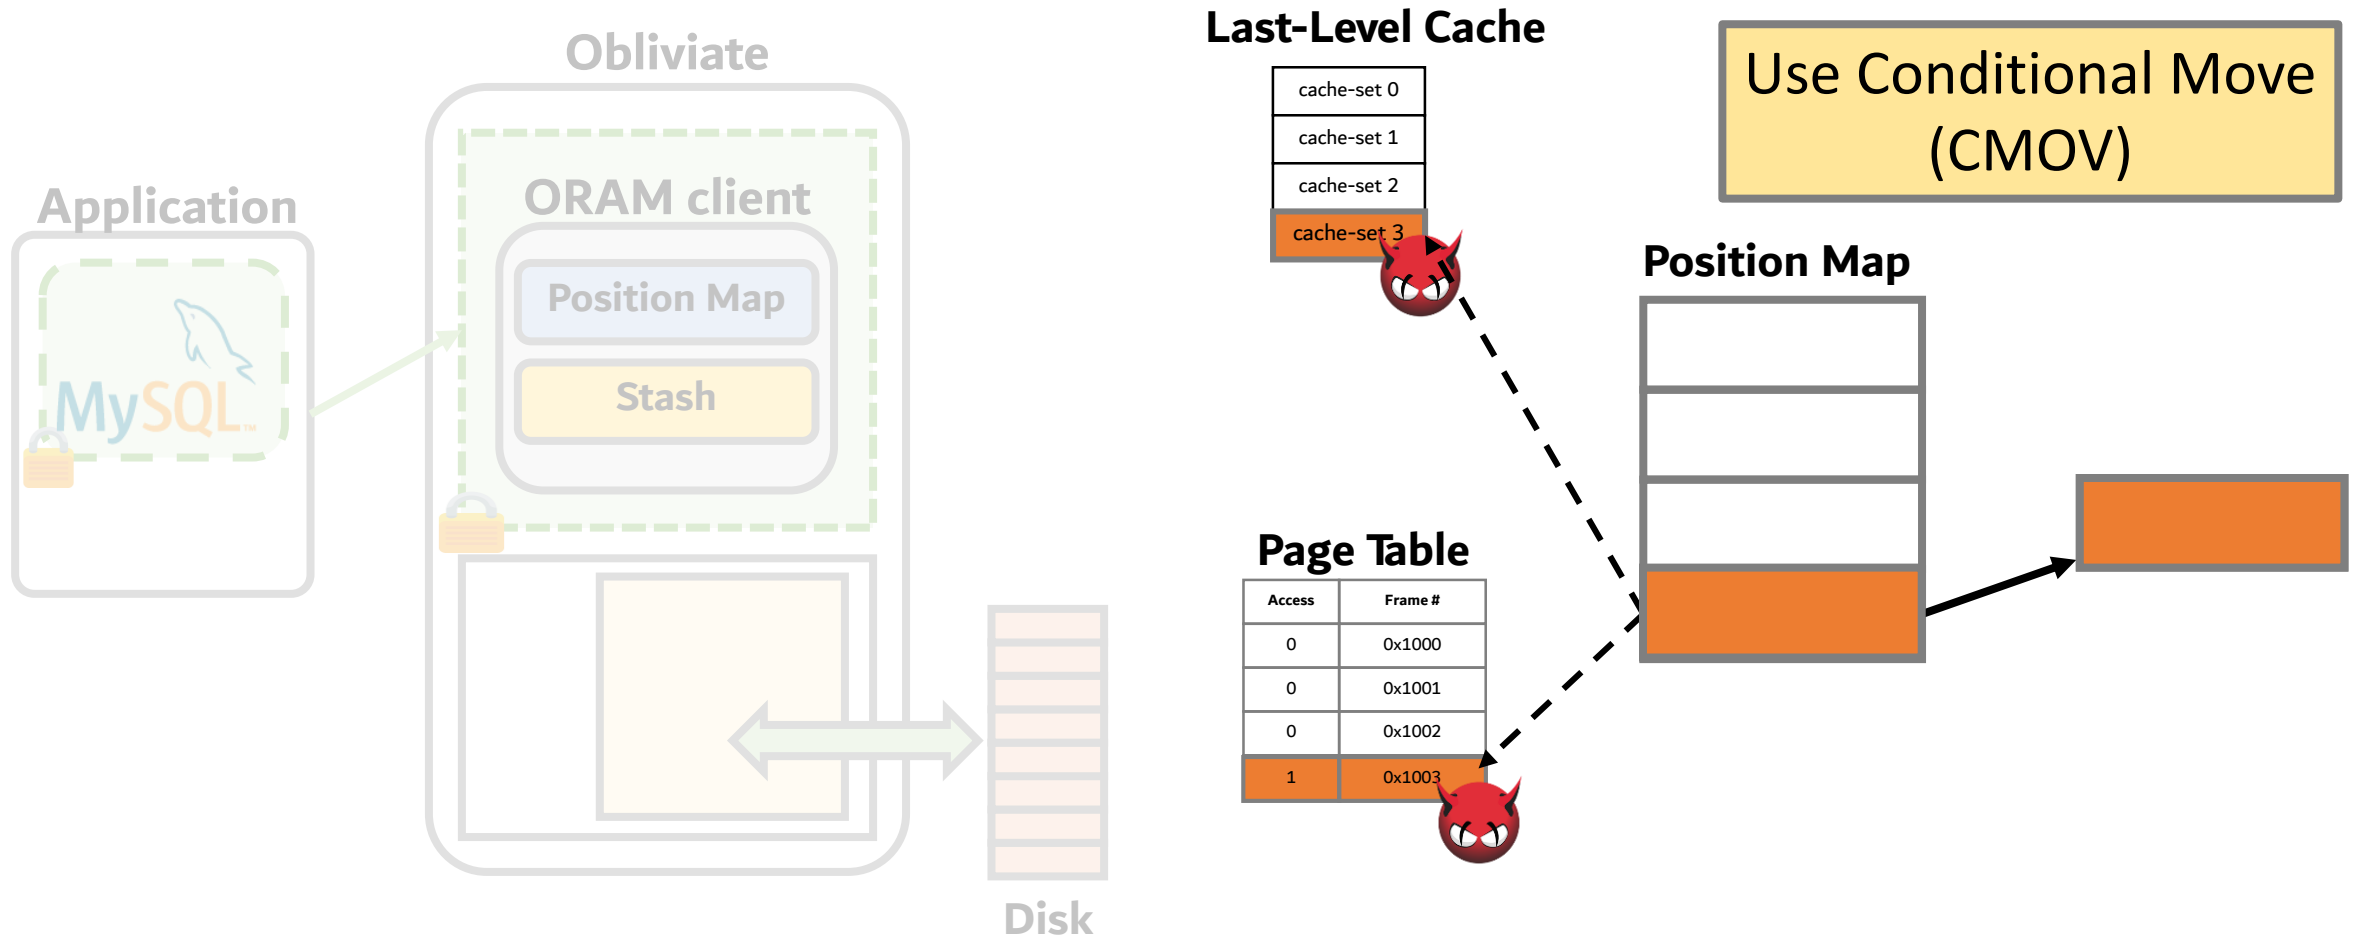 Obliviate
Application
MySQL™
ORAM client
Position Map
Stash
Disk
Last-Level Cache
cache-set 0
cache-set 1
cache-set 2
cache-set 3
Use Conditional Move
(CMOV)
Position Map
Page Table
Access Frame #
0 0x1000
0 0x1001
0 0x1002
1 0x1003